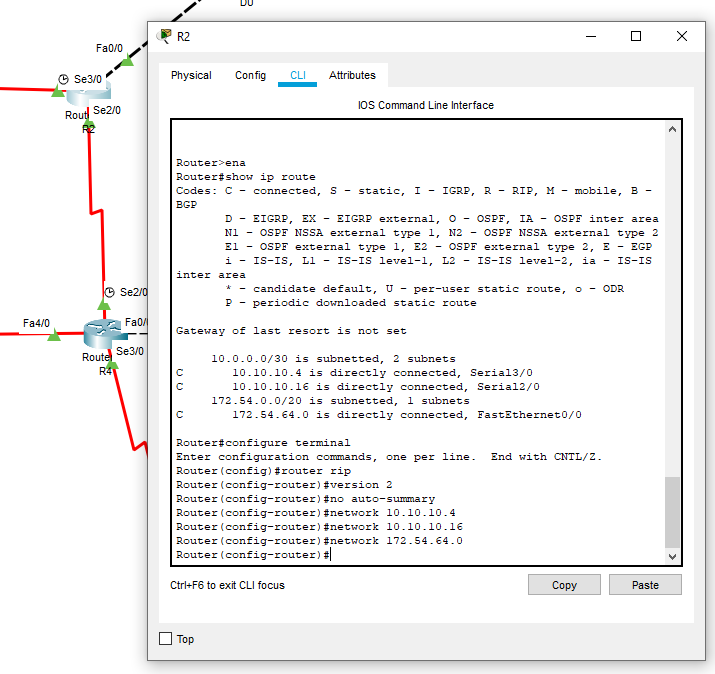 DU
Fa0/0
Se3/0
Se2/0
R2
Se2/0
Fa4/0
Fa0/
Se3/0
R4
R2
Physical Config CLI Attributes
IOS Command Line Interface
Router>ena
Router#show ip route
Codes: C - connected, S - static, I - IGRP, R - RIP, M - mobile, B -
BGP
D - EIGRP, EX - EIGRP external, O - OSPF, IA - OSPF inter area
N1 - OSPF NSSA external type 1, N2 - OSPF NSSA external type 2
E1 - OSPF external type 1, E2 - OSPF external type 2, E - EGP
i - IS-IS, L1 - IS-IS level-1, L2 - IS-IS level-2, ia - IS-IS
inter area
* - candidate default, U - per-user static route, o - ODR
P - periodic downloaded static route
Gateway of last resort is not set
10.0.0.0/30 is subnetted, 2 subnets
C 10.10.10.4 is directly connected, Serial3/0
C 10.10.10.16 is directly connected, Serial2/0
172.54.0.0/20 is subnetted, 1 subnets
C 172.54.64.0 is directly connected, FastEthernet0/0
Router#configure terminal
Enter configuration commands, one per line. End with CNTL/Z.
Router(config)#router rip
Router(config-router)#version 2
Router(config-router)#no auto-summary
Router(config-router)#network 10.10.10.4
Router(config-router)#network 10.10.10.16
Router(config-router)#network 172.54.64.0
Router(config-router)#
Ctrl+F6 to exit CLI focus
Copy Paste
Top